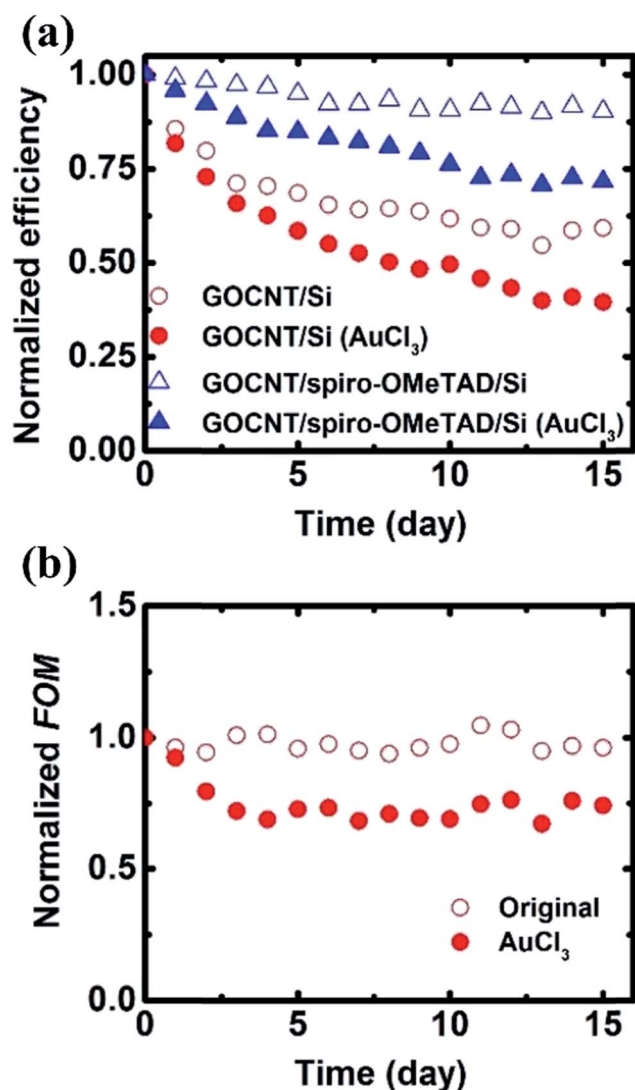 (a)
Normalized efficiency
1.00
0.75
0.50
0.25
0.00
GOCNT/Si
GOCNT/Si (AuCl₃)
GOCNT/spiro-OMeTAD/Si
GOCNT/spiro-OMeTAD/Si (AuCl₃)
0 5 10 15
Time (day)
(b)
Normalized FOM
1.5
1.0
0.5
0.0
Original
AuCl₃
0 5 10 15
Time (day)